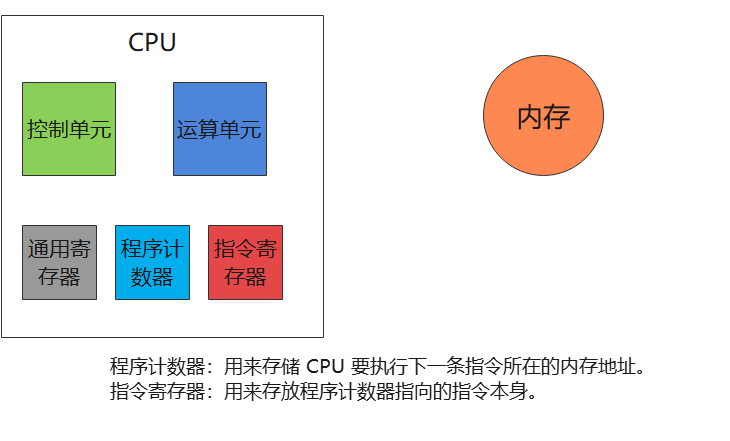 CPU
控制单元
运算单元
内存
通用寄
存器
程序计
数器
指令寄
存器
程序计数器：用来存储 CPU 要执行下一条指令所在的内存地址。
指令寄存器：用来存放程序计数器指向的指令本身。